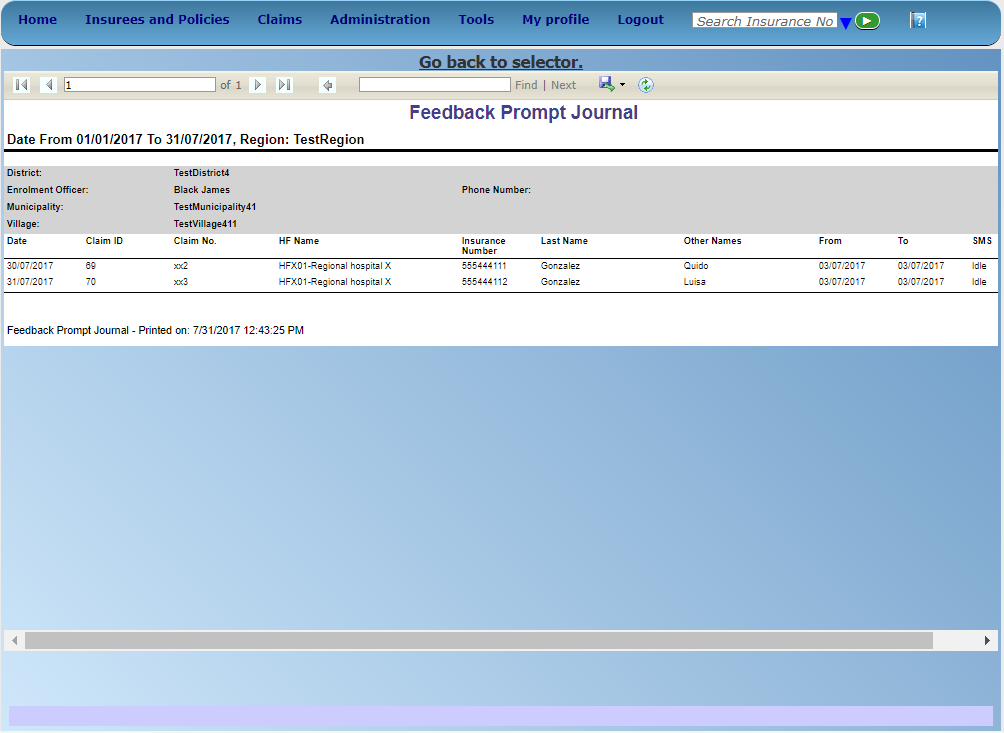 Home Insurees and Policies Claims Administration Tools My profile Logout Search Insurance No
Go back to selector.
1 of 1 Find | Next
Feedback Prompt Journal
Date From 01/01/2017 To 31/07/2017, Region: TestRegion
District: TestDistrict4
Enrolment Officer: Black James Phone Number:
Municipality: TestMunicipality41
Village: TestVillage411
Date Claim ID Claim No. HF Name Insurance Number Last Name Other Names From To SMS
30/07/2017 69 xx2 HFX01-Regional hospital X 555444111 Gonzalez Quido 03/07/2017 03/07/2017 Idle
31/07/2017 70 xx3 HFX01-Regional hospital X 555444112 Gonzalez Luisa 03/07/2017 03/07/2017 Idle
Feedback Prompt Journal - Printed on: 7/31/2017 12:43:25 PM